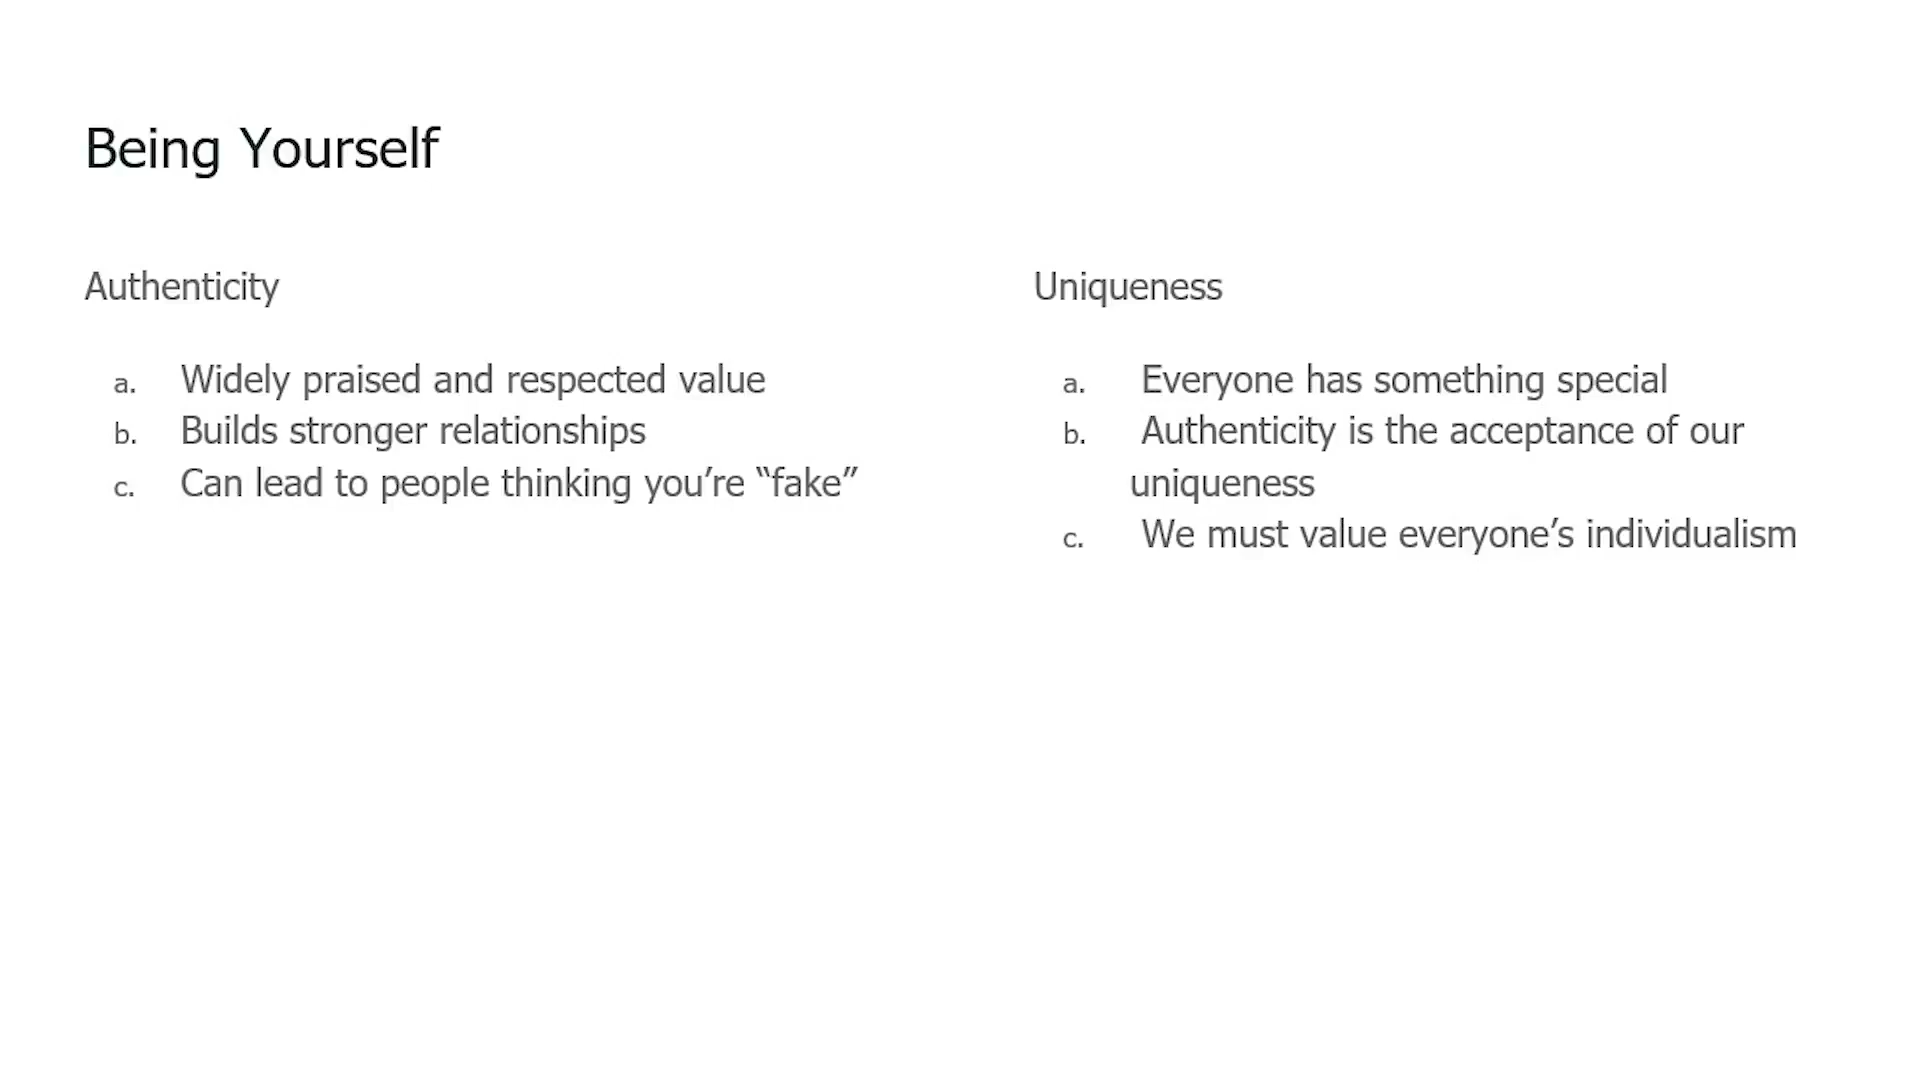 Being Yourself
Authenticity
a. Widely praised and respected value
b. Builds stronger relationships
c. Can lead to people thinking you’re “fake”
Uniqueness
a. Everyone has something special
b. Authenticity is the acceptance of our
uniqueness
c. We must value everyone’s individualism